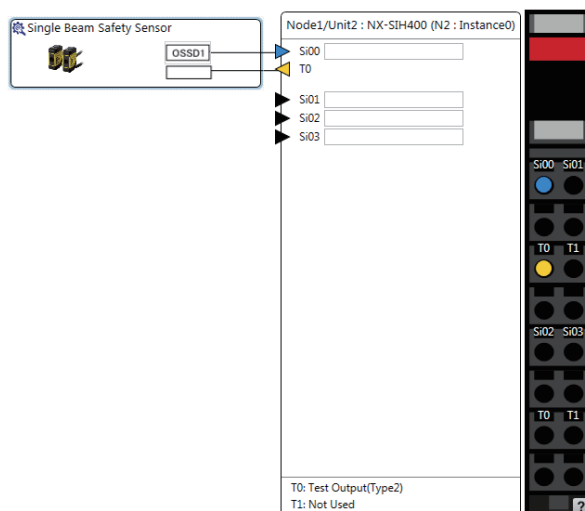 Single Beam Safety Sensor
OSSD1
Node1/Unit2 : NX-SIH400 (N2 : Instance0)
Si00
T0
Si01
Si02
Si03
Si00 Si01
T0 T1
Si02 Si03
T0 T1
T0: Test Output(Type2)
T1: Not Used
?